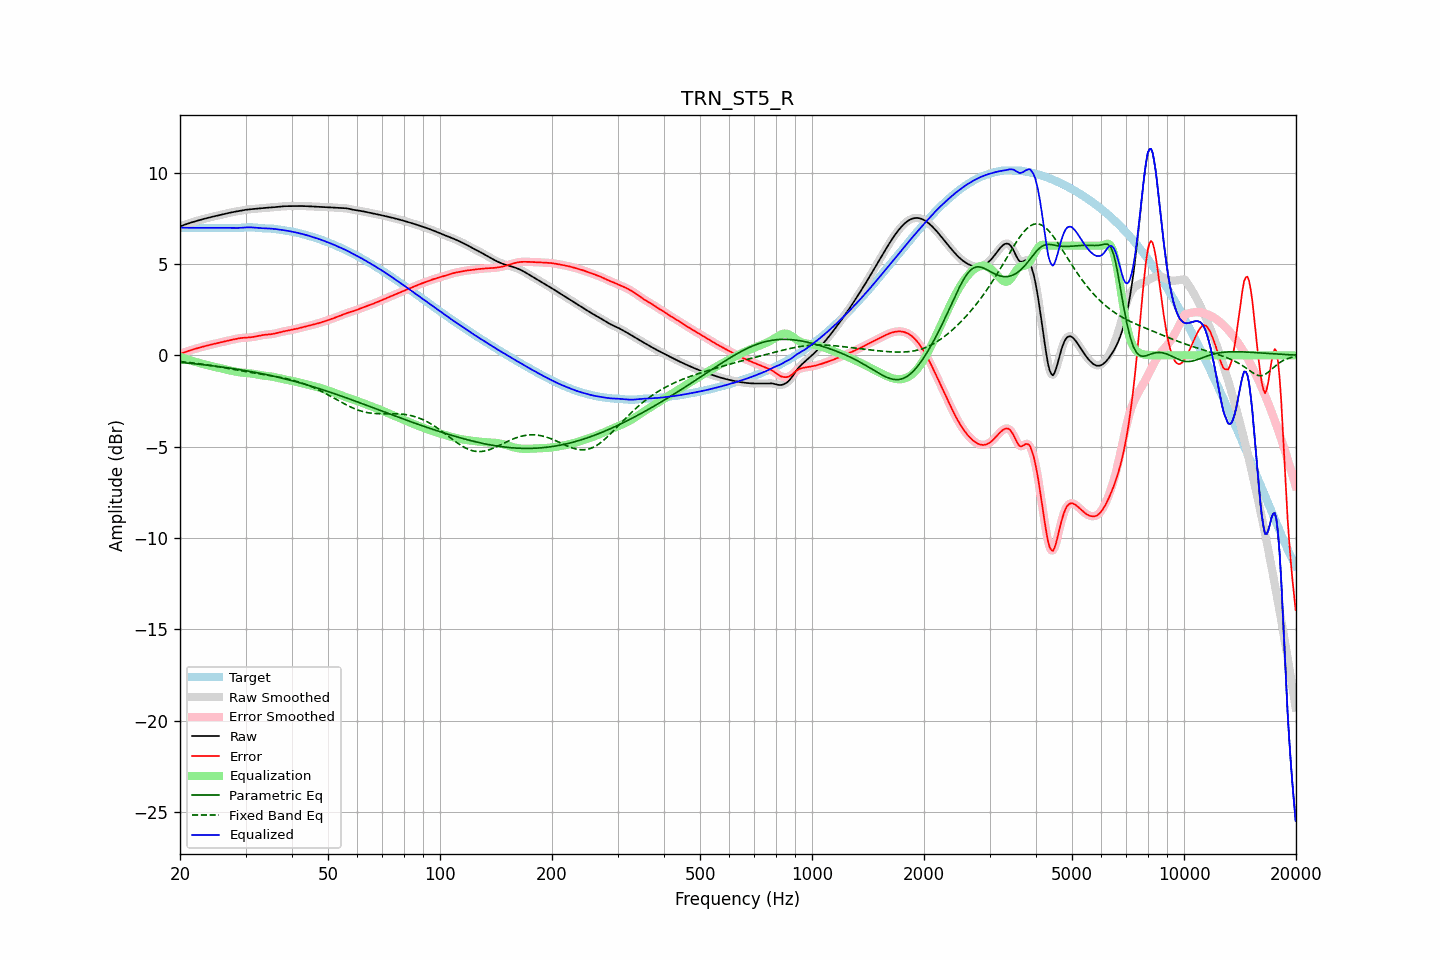 TRN_ST5_R
Amplitude (dBr)
10
5
0
−5
−10
−15
−20
−25
Target
Raw Smoothed
Error Smoothed
Raw
Error
Equalization
Parametric Eq
Fixed Band Eq
Equalized
20 50 100 200 500 1000 2000 5000 10000 20000
Frequency (Hz)